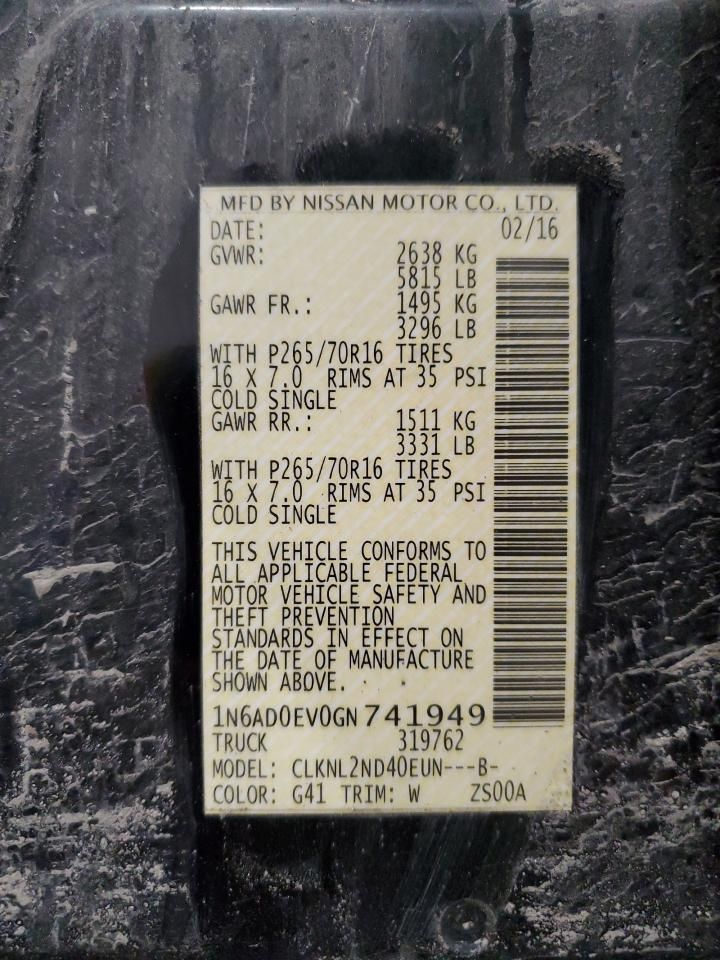 MFD BY NISSAN MOTOR CO., LTD.
DATE: 02/16
GVWR: 2638 KG
5815 LB
GAWR FR.: 1495 KG
3296 LB
WITH P265/70R16 TIRES
16 X 7.0 RIMS AT 35 PSI
COLD SINGLE
GAWR RR.: 1511 KG
3331 LB
WITH P265/70R16 TIRES
16 X 7.0 RIMS AT 35 PSI
COLD SINGLE
THIS VEHICLE CONFORMS TO
ALL APPLICABLE FEDERAL
MOTOR VEHICLE SAFETY AND
THEFT PREVENTION
STANDARDS IN EFFECT ON
THE DATE OF MANUFACTURE
SHOWN ABOVE.
1N6AD0EV0GN741949
TRUCK 319762
MODEL: CLKNL2ND40EUN---B-
COLOR: G41 TRIM: W ZS00A